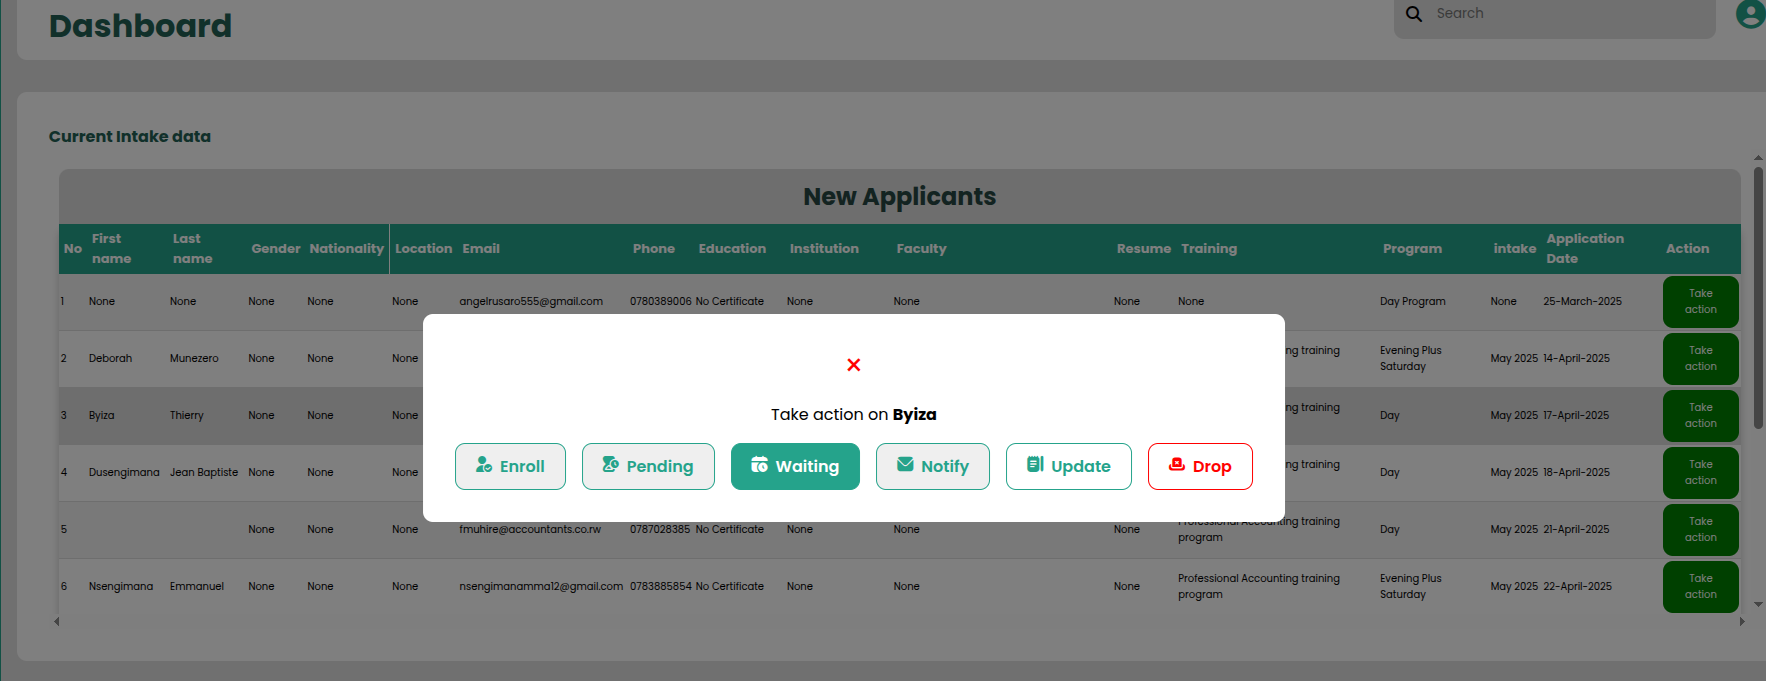 Dashboard
Search
Current Intake data
New Applicants
No First name Last name Gender Nationality Location Email Phone Education Institution Faculty Resume Training Program intake Application Date Action
1 None None None None None angelrusaro555@gmail.com 0780389006 No Certificate None None None None Day Program None 25-March-2025 Take action
2 Deborah Munezero None None None ng training Evening Plus Saturday May 2025 14-April-2025 Take action
3 Byiza Thierry None None None ng training Day May 2025 17-April-2025 Take action
4 Dusengimana Jean Baptiste None None None ng training Day May 2025 18-April-2025 Take action
5 None None None fmuhire@accountants.co.rw 0787028385 No Certificate None None None Professional Accounting training program Day May 2025 21-April-2025 Take action
6 Nsengimana Emmanuel None None None nsengimanamma12@gmail.com 0783885854 No Certificate None None None Professional Accounting training program Evening Plus Saturday May 2025 22-April-2025 Take action
Take action on Byiza
Enroll Pending Waiting Notify Update Drop